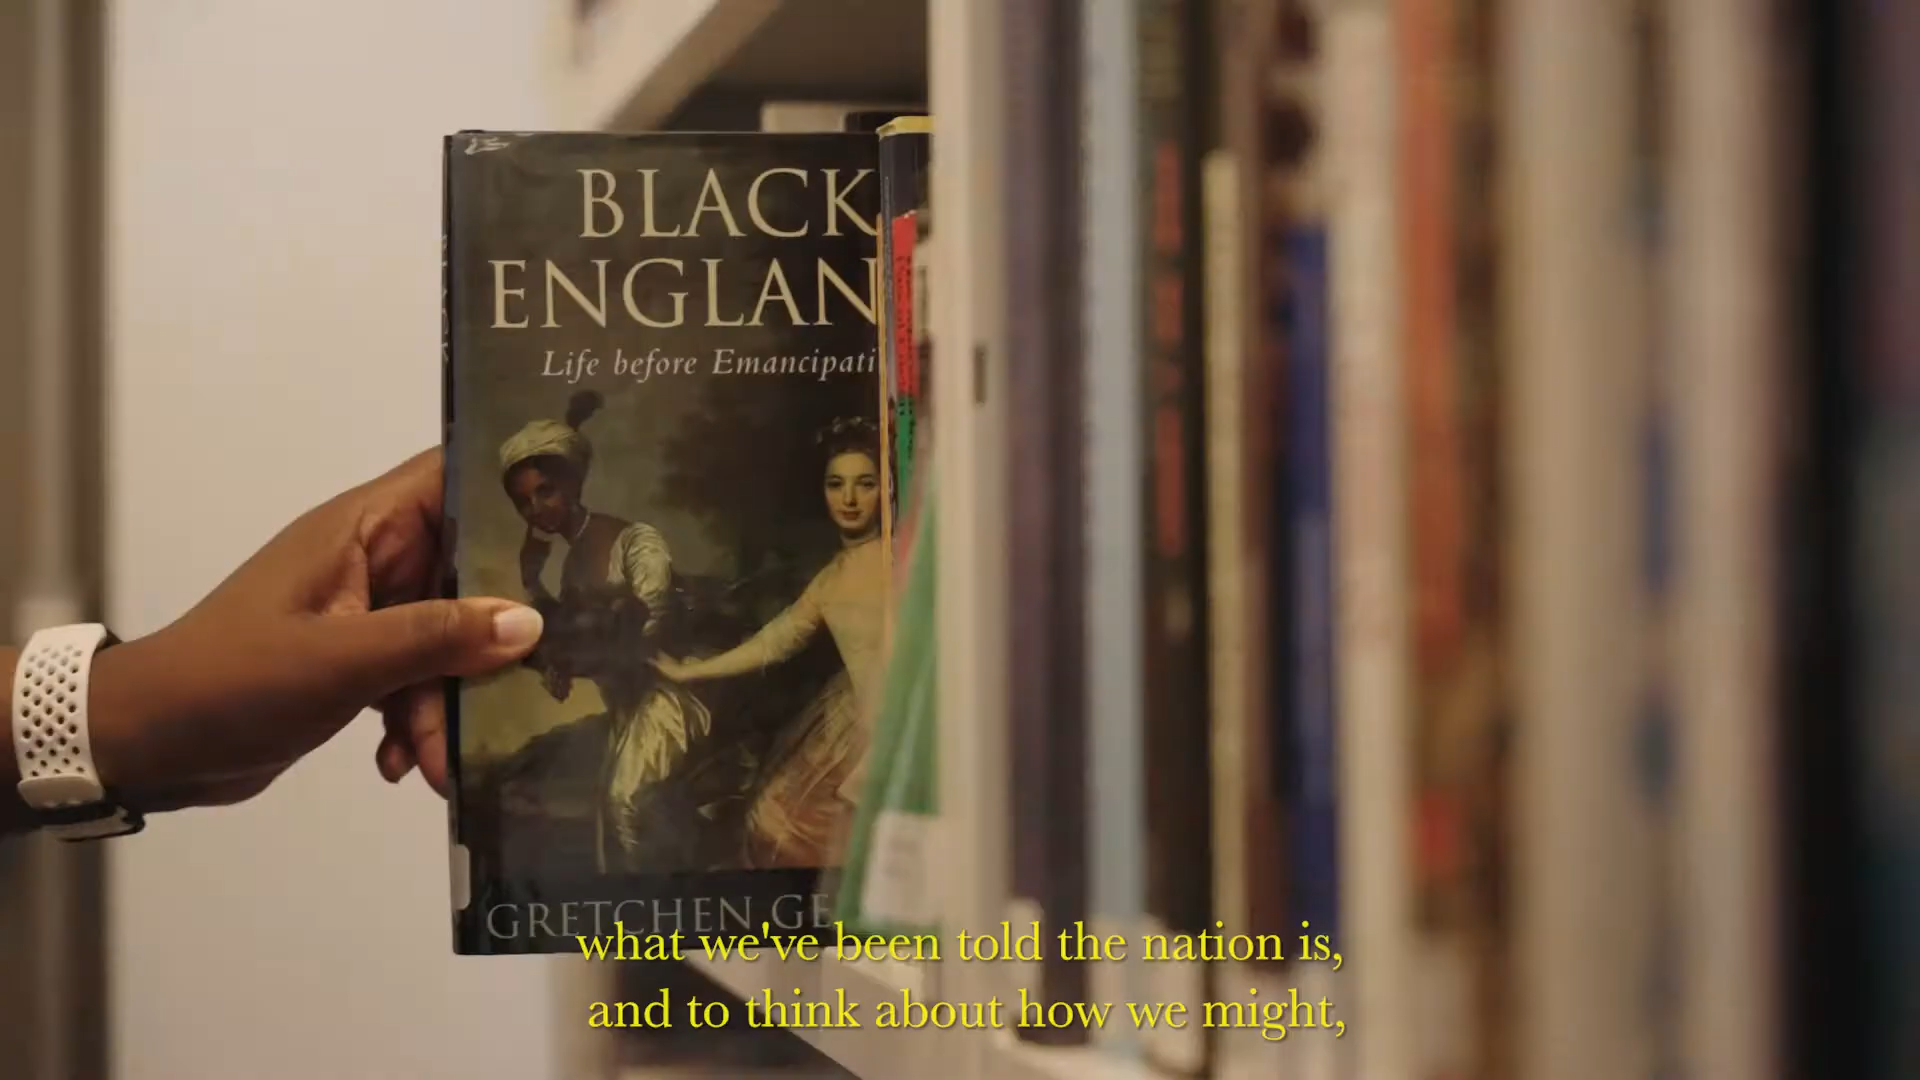 BLACK
ENGLAN
Life before Emancipati
GRETCHEN GE
what we've been told the nation is,
and to think about how we might,